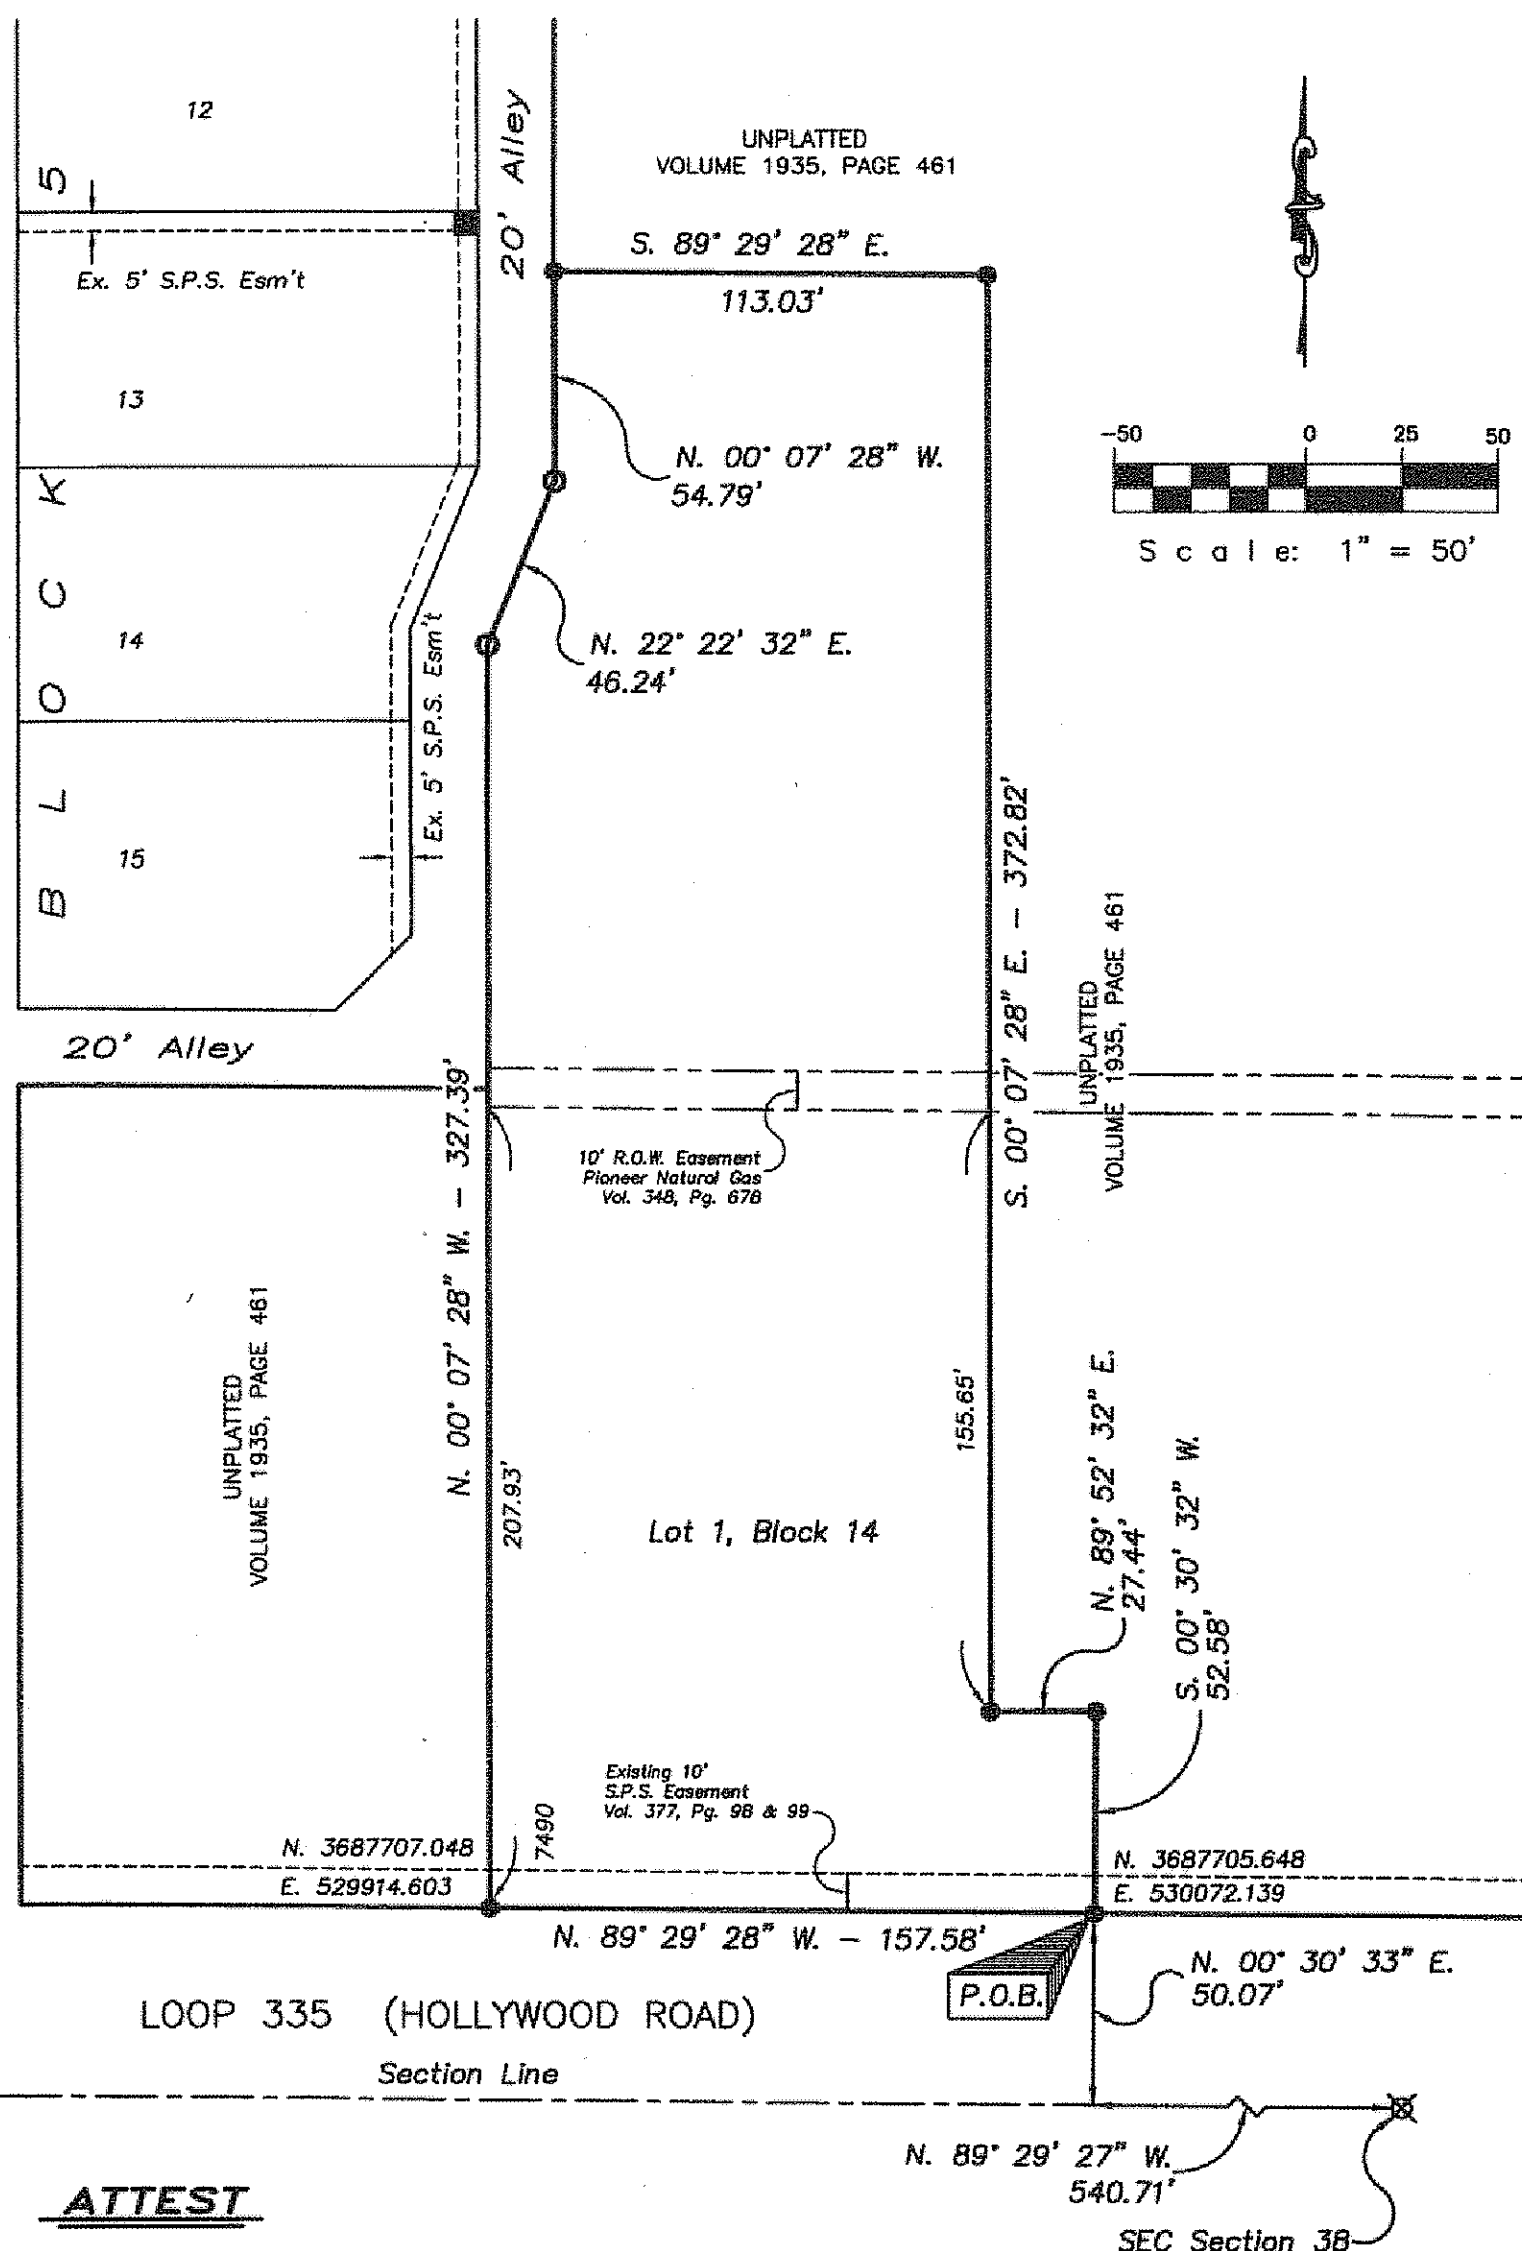 12
20' Alley
UNPLATTED
VOLUME 1935, PAGE 461
S. 89° 29' 28" E.
113.03'
Ex. 5' S.P.S. Esm't
13
N. 00° 07' 28" W.
54.79'
-50 0 25 50
Scale: 1" = 50'
BLOCK 5
14
N. 22° 22' 32" E.
46.24'
Ex. 5' S.P.S. Esm't
15
S. 00° 07' 28" E. - 372.82'
UNPLATTED
VOLUME 1935, PAGE 461
20' Alley
N. 00° 07' 28" W. - 327.39'
10' R.O.W. Easement
Pioneer Natural Gas
Vol. 348, Pg. 678
UNPLATTED
VOLUME 1935, PAGE 461
207.93'
155.65'
Lot 1, Block 14
N. 89° 52' 32" E.
27.44'
S. 00° 30' 32" W.
52.58'
Existing 10'
S.P.S. Easement
Vol. 377, Pg. 98 & 99
7490
N. 3687707.048
E. 529914.603
N. 3687705.648
E. 530072.139
N. 89° 29' 28" W. - 157.58'
P.O.B.
N. 00° 30' 33" E.
50.07'
LOOP 335 (HOLLYWOOD ROAD)
Section Line
N. 89° 29' 27" W.
540.71'
ATTEST
SEC Section 38